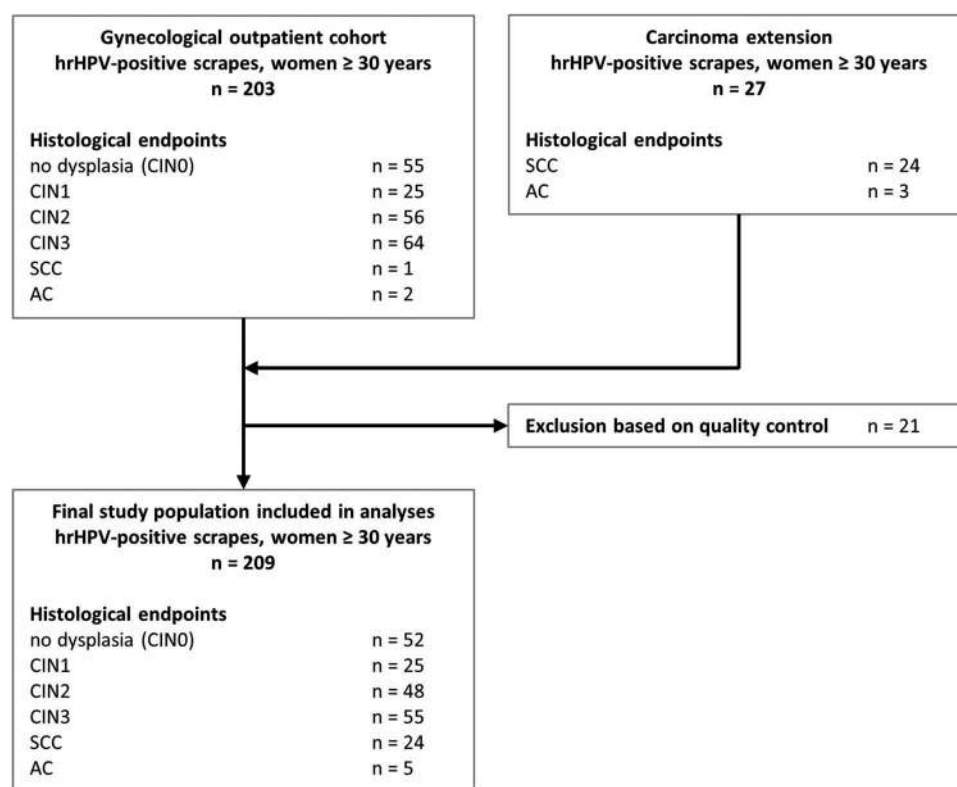 Gynecological outpatient cohort
hrHPV-positive scrapes, women ≥ 30 years
n = 203
Histological endpoints
no dysplasia (CIN0) n = 55
CIN1 n = 25
CIN2 n = 56
CIN3 n = 64
SCC n = 1
AC n = 2
Carcinoma extension
hrHPV-positive scrapes, women ≥ 30 years
n = 27
Histological endpoints
SCC n = 24
AC n = 3
Exclusion based on quality control n = 21
Final study population included in analyses
hrHPV-positive scrapes, women ≥ 30 years
n = 209
Histological endpoints
no dysplasia (CIN0) n = 52
CIN1 n = 25
CIN2 n = 48
CIN3 n = 55
SCC n = 24
AC n = 5